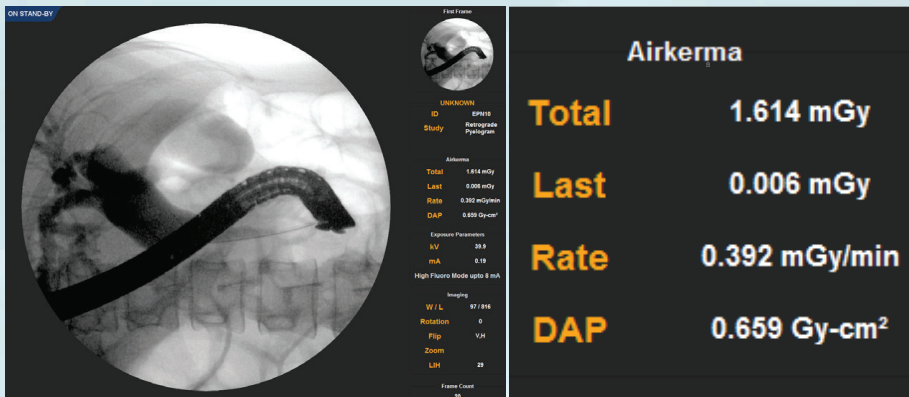 ON STAND-BY
First Frame
UNKNOWN
ID EPN10
Study Retrograde
Pyelogram
Airkerma
Total 1.614 mGy
Last 0.006 mGy
Rate 0.392 mGy/min
DAP 0.659 Gy-cm²
Exposure Parameters
kV 39.9
mA 0.19
High Fluoro Mode upto 8 mA
Imaging
W / L 97 / 816
Rotation 0
Flip V,H
Zoom
LIH 29
Frame Count
Airkerma
Total 1.614 mGy
Last 0.006 mGy
Rate 0.392 mGy/min
DAP 0.659 Gy-cm²